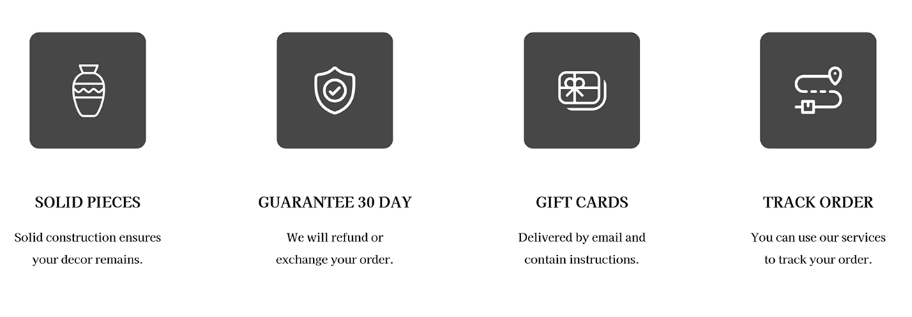 SOLID PIECES
Solid construction ensures
your decor remains.
GUARANTEE 30 DAY
We will refund or
exchange your order.
GIFT CARDS
Delivered by email and
contain instructions.
TRACK ORDER
You can use our services
to track your order.